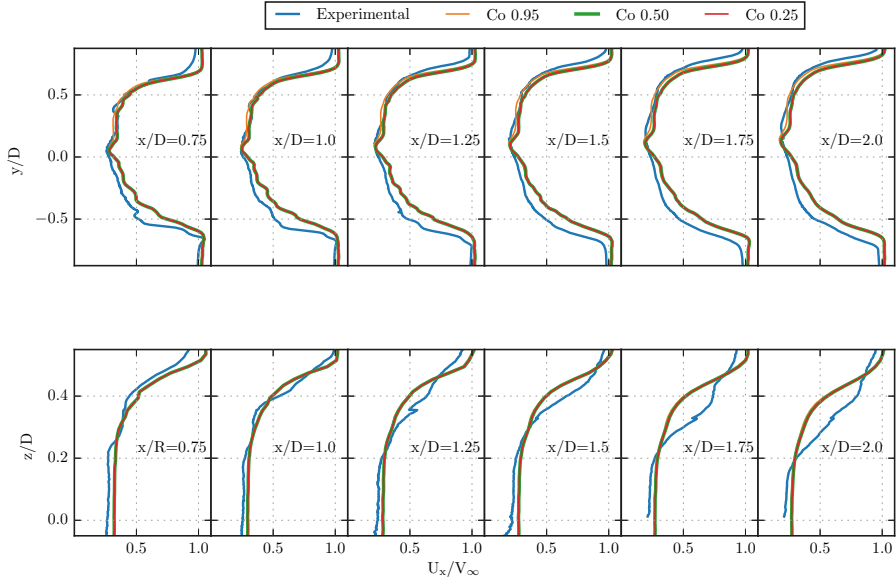 Experimental Co 0.95 Co 0.50 Co 0.25
0.5
0.0
−0.5
y/D
x/D=0.75 x/D=1.0 x/D=1.25 x/D=1.5 x/D=1.75 x/D=2.0
0.4
0.2
0.0
z/D
x/R=0.75 x/D=1.0 x/D=1.25 x/D=1.5 x/D=1.75 x/D=2.0
0.5 1.0 0.5 1.0 0.5 1.0 0.5 1.0 0.5 1.0 0.5 1.0
Uₓ/V∞